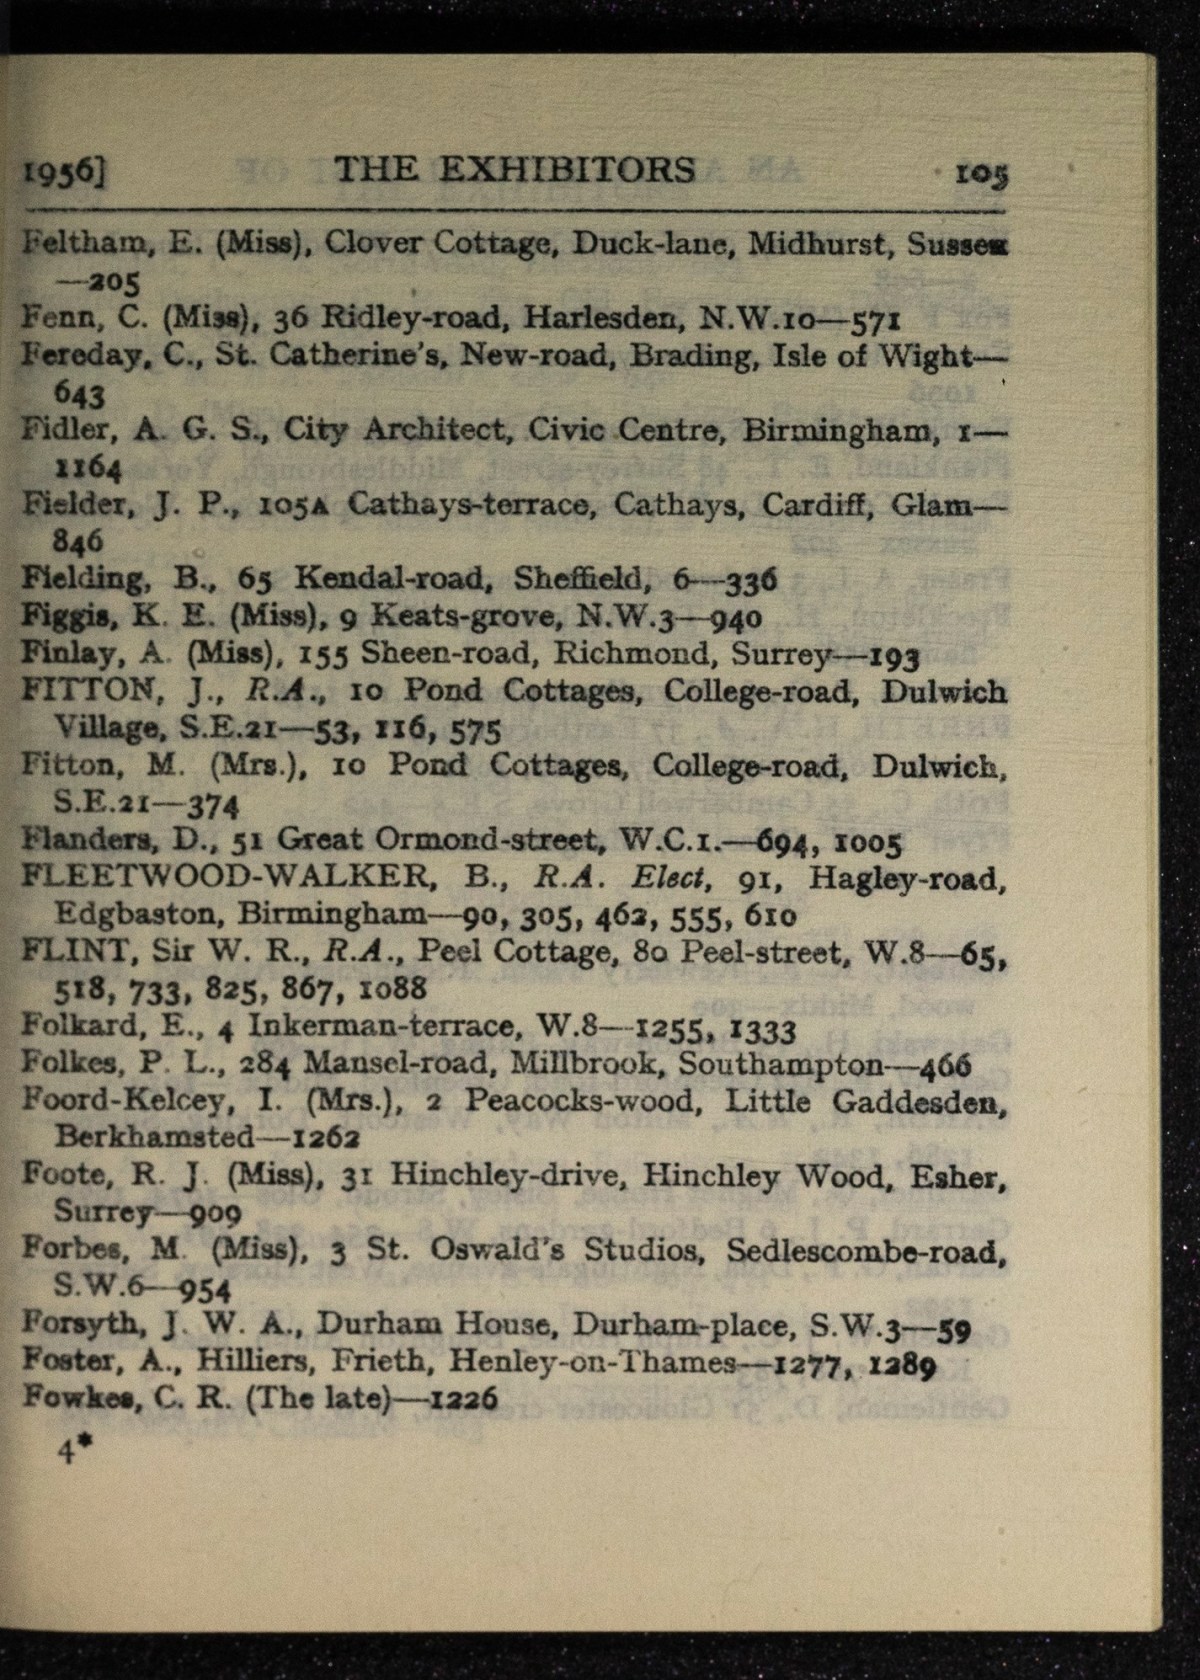 1956] THE EXHIBITORS 105
Feltham, E. (Miss), Clover Cottage, Duck-lane, Midhurst, Sussex
—205
Fenn, C. (Miss), 36 Ridley-road, Harlesden, N.W.10—571
Fereday, C., St. Catherine's, New-road, Brading, Isle of Wight—
643
Fidler, A. G. S., City Architect, Civic Centre, Birmingham, 1—
1164
Fielder, J. P., 105A Cathays-terrace, Cathays, Cardiff, Glam—
846
Fielding, B., 65 Kendal-road, Sheffield, 6—336
Figgis, K. E. (Miss), 9 Keats-grove, N.W.3—940
Finlay, A. (Miss), 155 Sheen-road, Richmond, Surrey—193
FITTON, J., R.A., 10 Pond Cottages, College-road, Dulwich
Village, S.E.21—53, 116, 575
Fitton, M. (Mrs.), 10 Pond Cottages, College-road, Dulwich,
S.E.21—374
Flanders, D., 51 Great Ormond-street, W.C.1.—694, 1005
FLEETWOOD-WALKER, B., R.A. Elect, 91, Hagley-road,
Edgbaston, Birmingham—90, 305, 462, 555, 610
FLINT, Sir W. R., R.A., Peel Cottage, 80 Peel-street, W.8—65,
518, 733, 825, 867, 1088
Folkard, E., 4 Inkerman-terrace, W.8—1255, 1333
Folkes, P. L., 284 Mansel-road, Millbrook, Southampton—466
Foord-Kelcey, I. (Mrs.), 2 Peacocks-wood, Little Gaddesden,
Berkhamsted—1262
Foote, R. J. (Miss), 31 Hinchley-drive, Hinchley Wood, Esher,
Surrey—909
Forbes, M. (Miss), 3 St. Oswald's Studios, Sedlescombe-road,
S.W.6—954
Forsyth, J. W. A., Durham House, Durham-place, S.W.3—59
Foster, A., Hilliers, Frieth, Henley-on-Thames—1277, 1289
Fowkes, C. R. (The late)—1226
4*